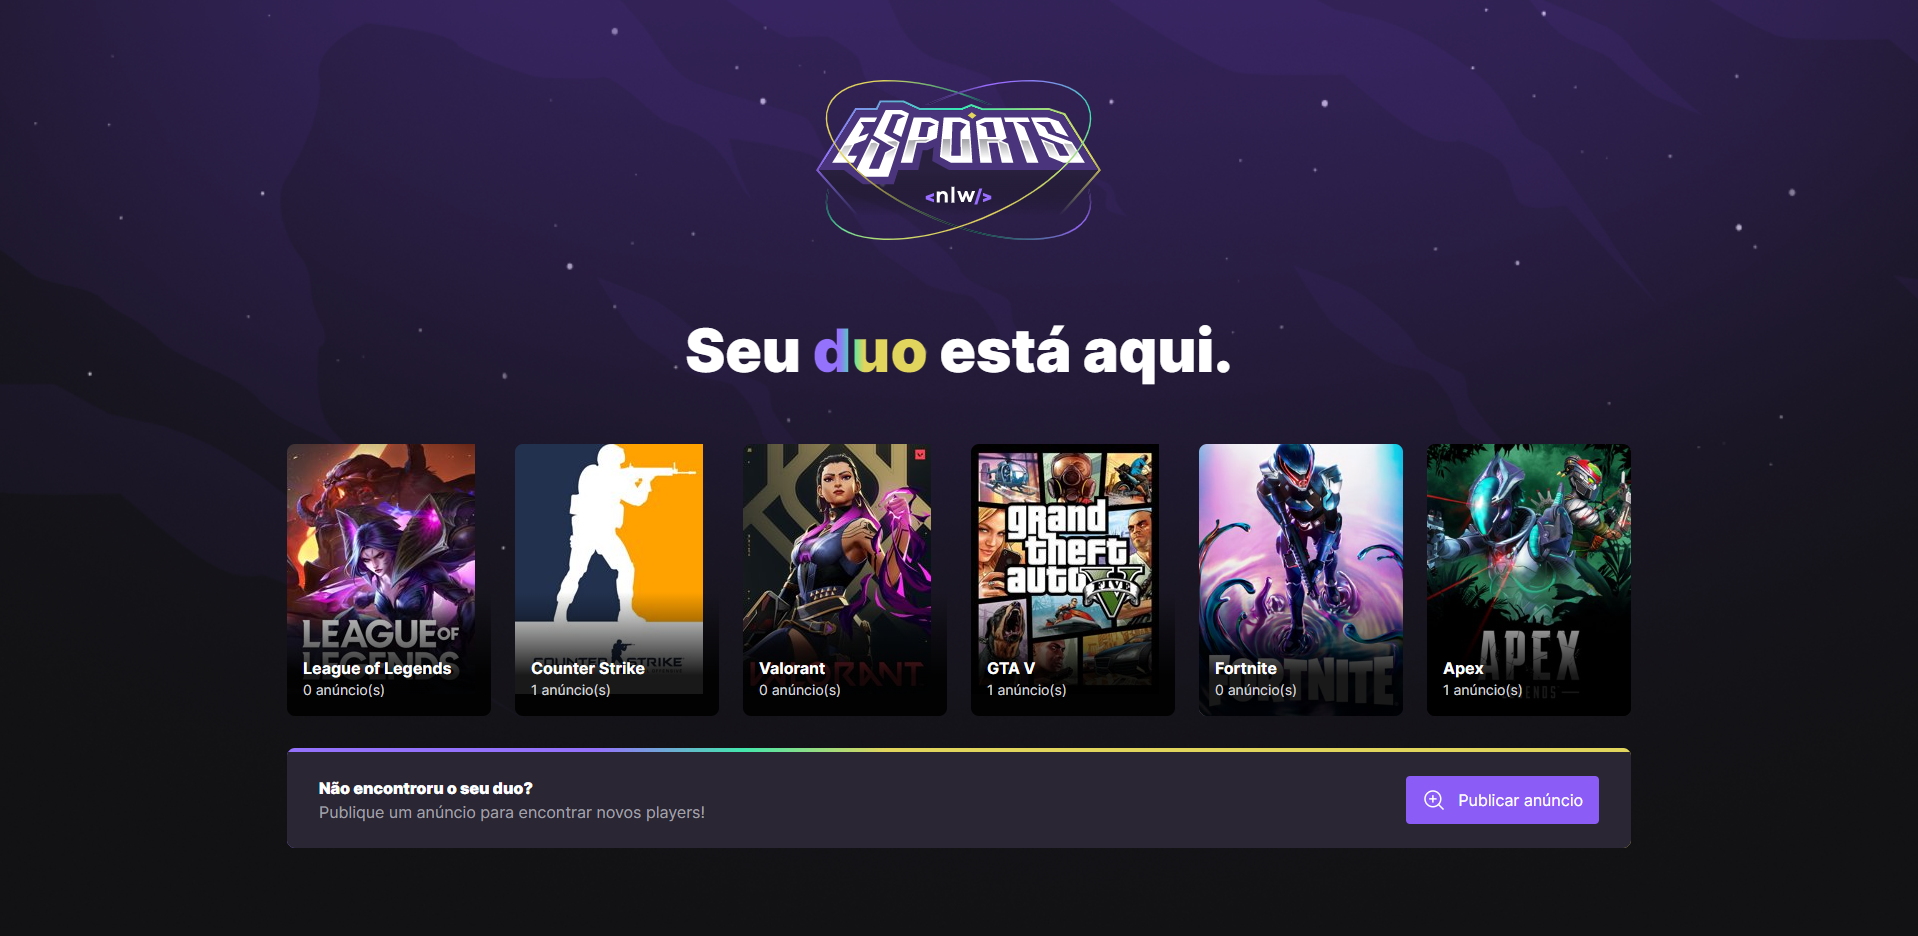 ESPORTS
<nlw/>
Seu duo está aqui.
LEAGUE OF
LEGENDS
League of Legends
0 anúncio(s)
COUNTER STRIKE
Counter Strike
1 anúncio(s)
VALORANT
Valorant
0 anúncio(s)
grand
theft
auto
FIVE
GTA V
1 anúncio(s)
FORTNITE
Fortnite
0 anúncio(s)
APEX
Apex
1 anúncio(s)
Não encontroru o seu duo?
Publique um anúncio para encontrar novos players!
Publicar anúncio